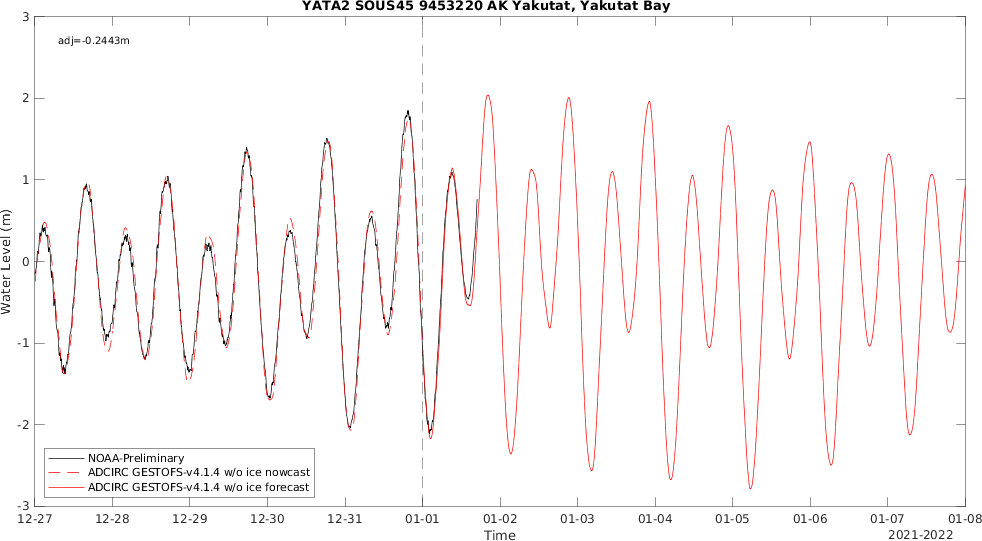 YATA2 SOUS45 9453220 AK Yakutat, Yakutat Bay
adj=-0.2443m
3
2
1
0
-1
-2
-3
Water Level (m)
NOAA-Preliminary
ADCIRC GESTOFS-v4.1.4 w/o ice nowcast
ADCIRC GESTOFS-v4.1.4 w/o ice forecast
12-27 12-28 12-29 12-30 12-31 01-01 01-02 01-03 01-04 01-05 01-06 01-07 01-08
Time
2021-2022